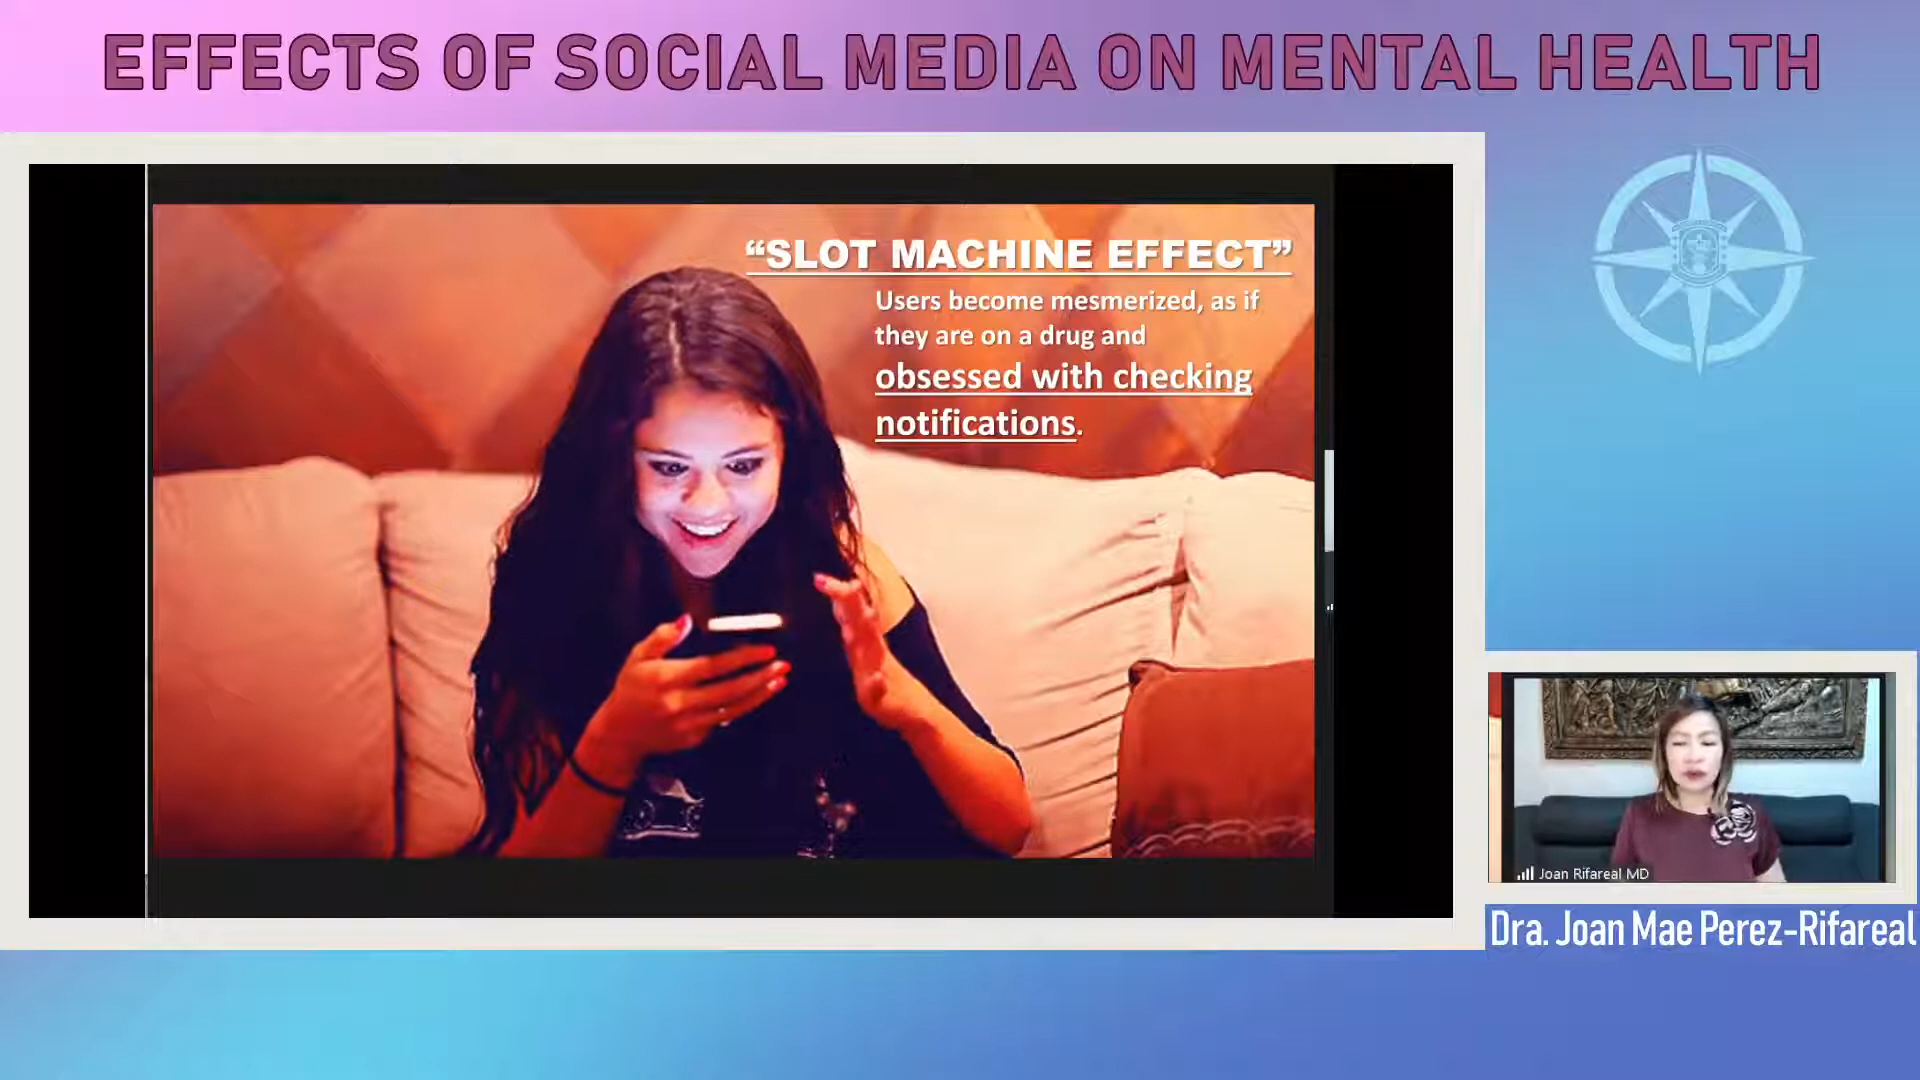 EFFECTS OF SOCIAL MEDIA ON MENTAL HEALTH
“SLOT MACHINE EFFECT”
Users become mesmerized, as if
they are on a drug and
obsessed with checking
notifications.
Joan Rifareal MD
Dra. Joan Mae Perez-Rifareal